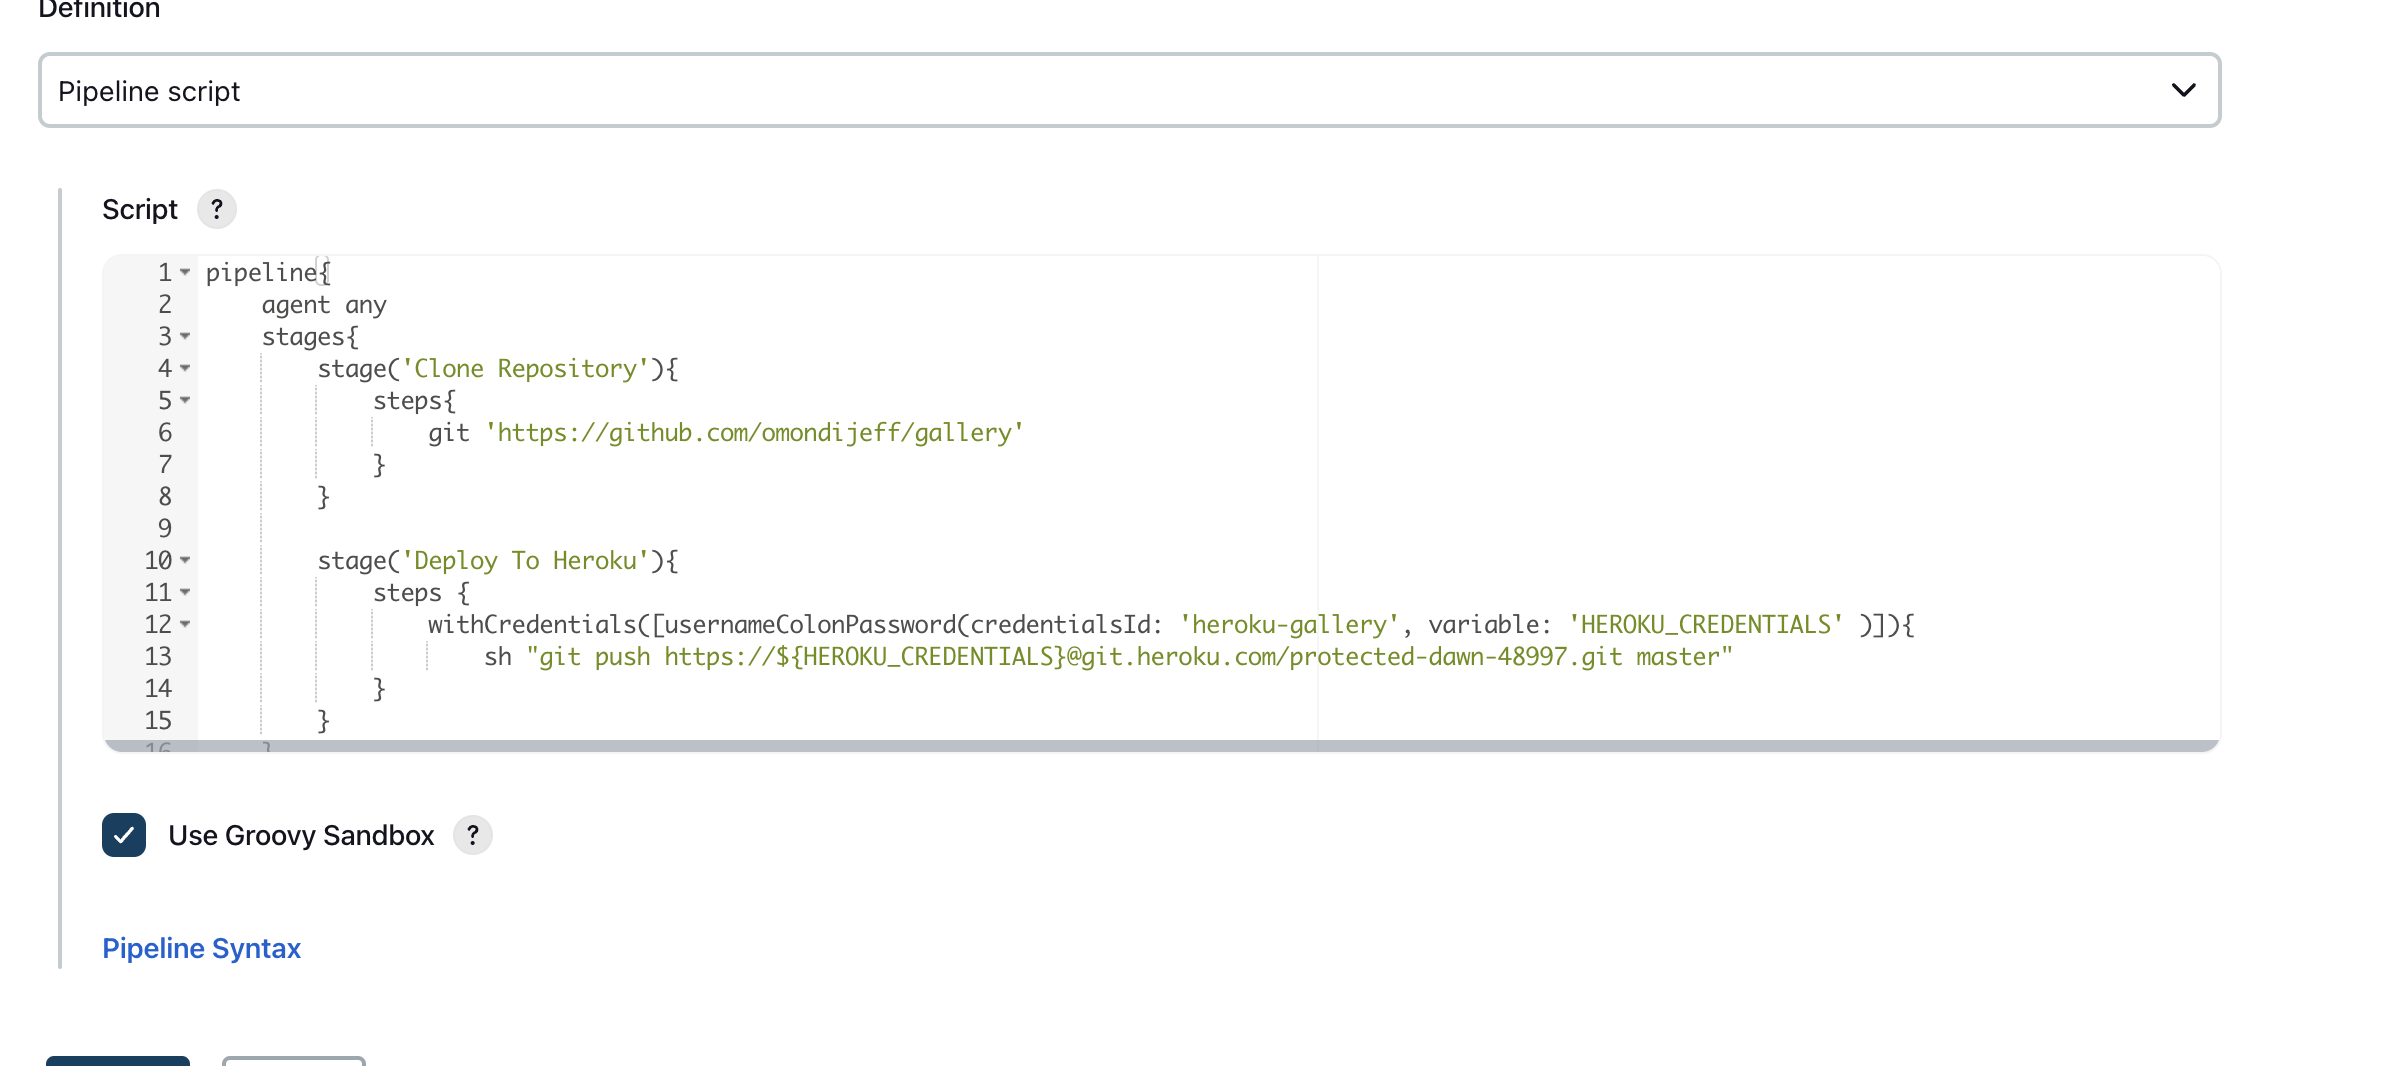 Definition
Pipeline script
Script ?
1 pipeline{
2 agent any
3 stages{
4 stage('Clone Repository'){
5 steps{
6 git 'https://github.com/omondijeff/gallery'
7 }
8 }
9
10 stage('Deploy To Heroku'){
11 steps {
12 withCredentials([usernameColonPassword(credentialsId: 'heroku-gallery', variable: 'HEROKU_CREDENTIALS' )]){
13 sh "git push https://${HEROKU_CREDENTIALS}@git.heroku.com/protected-dawn-48997.git master"
14 }
15 }
16 }
Use Groovy Sandbox ?
Pipeline Syntax